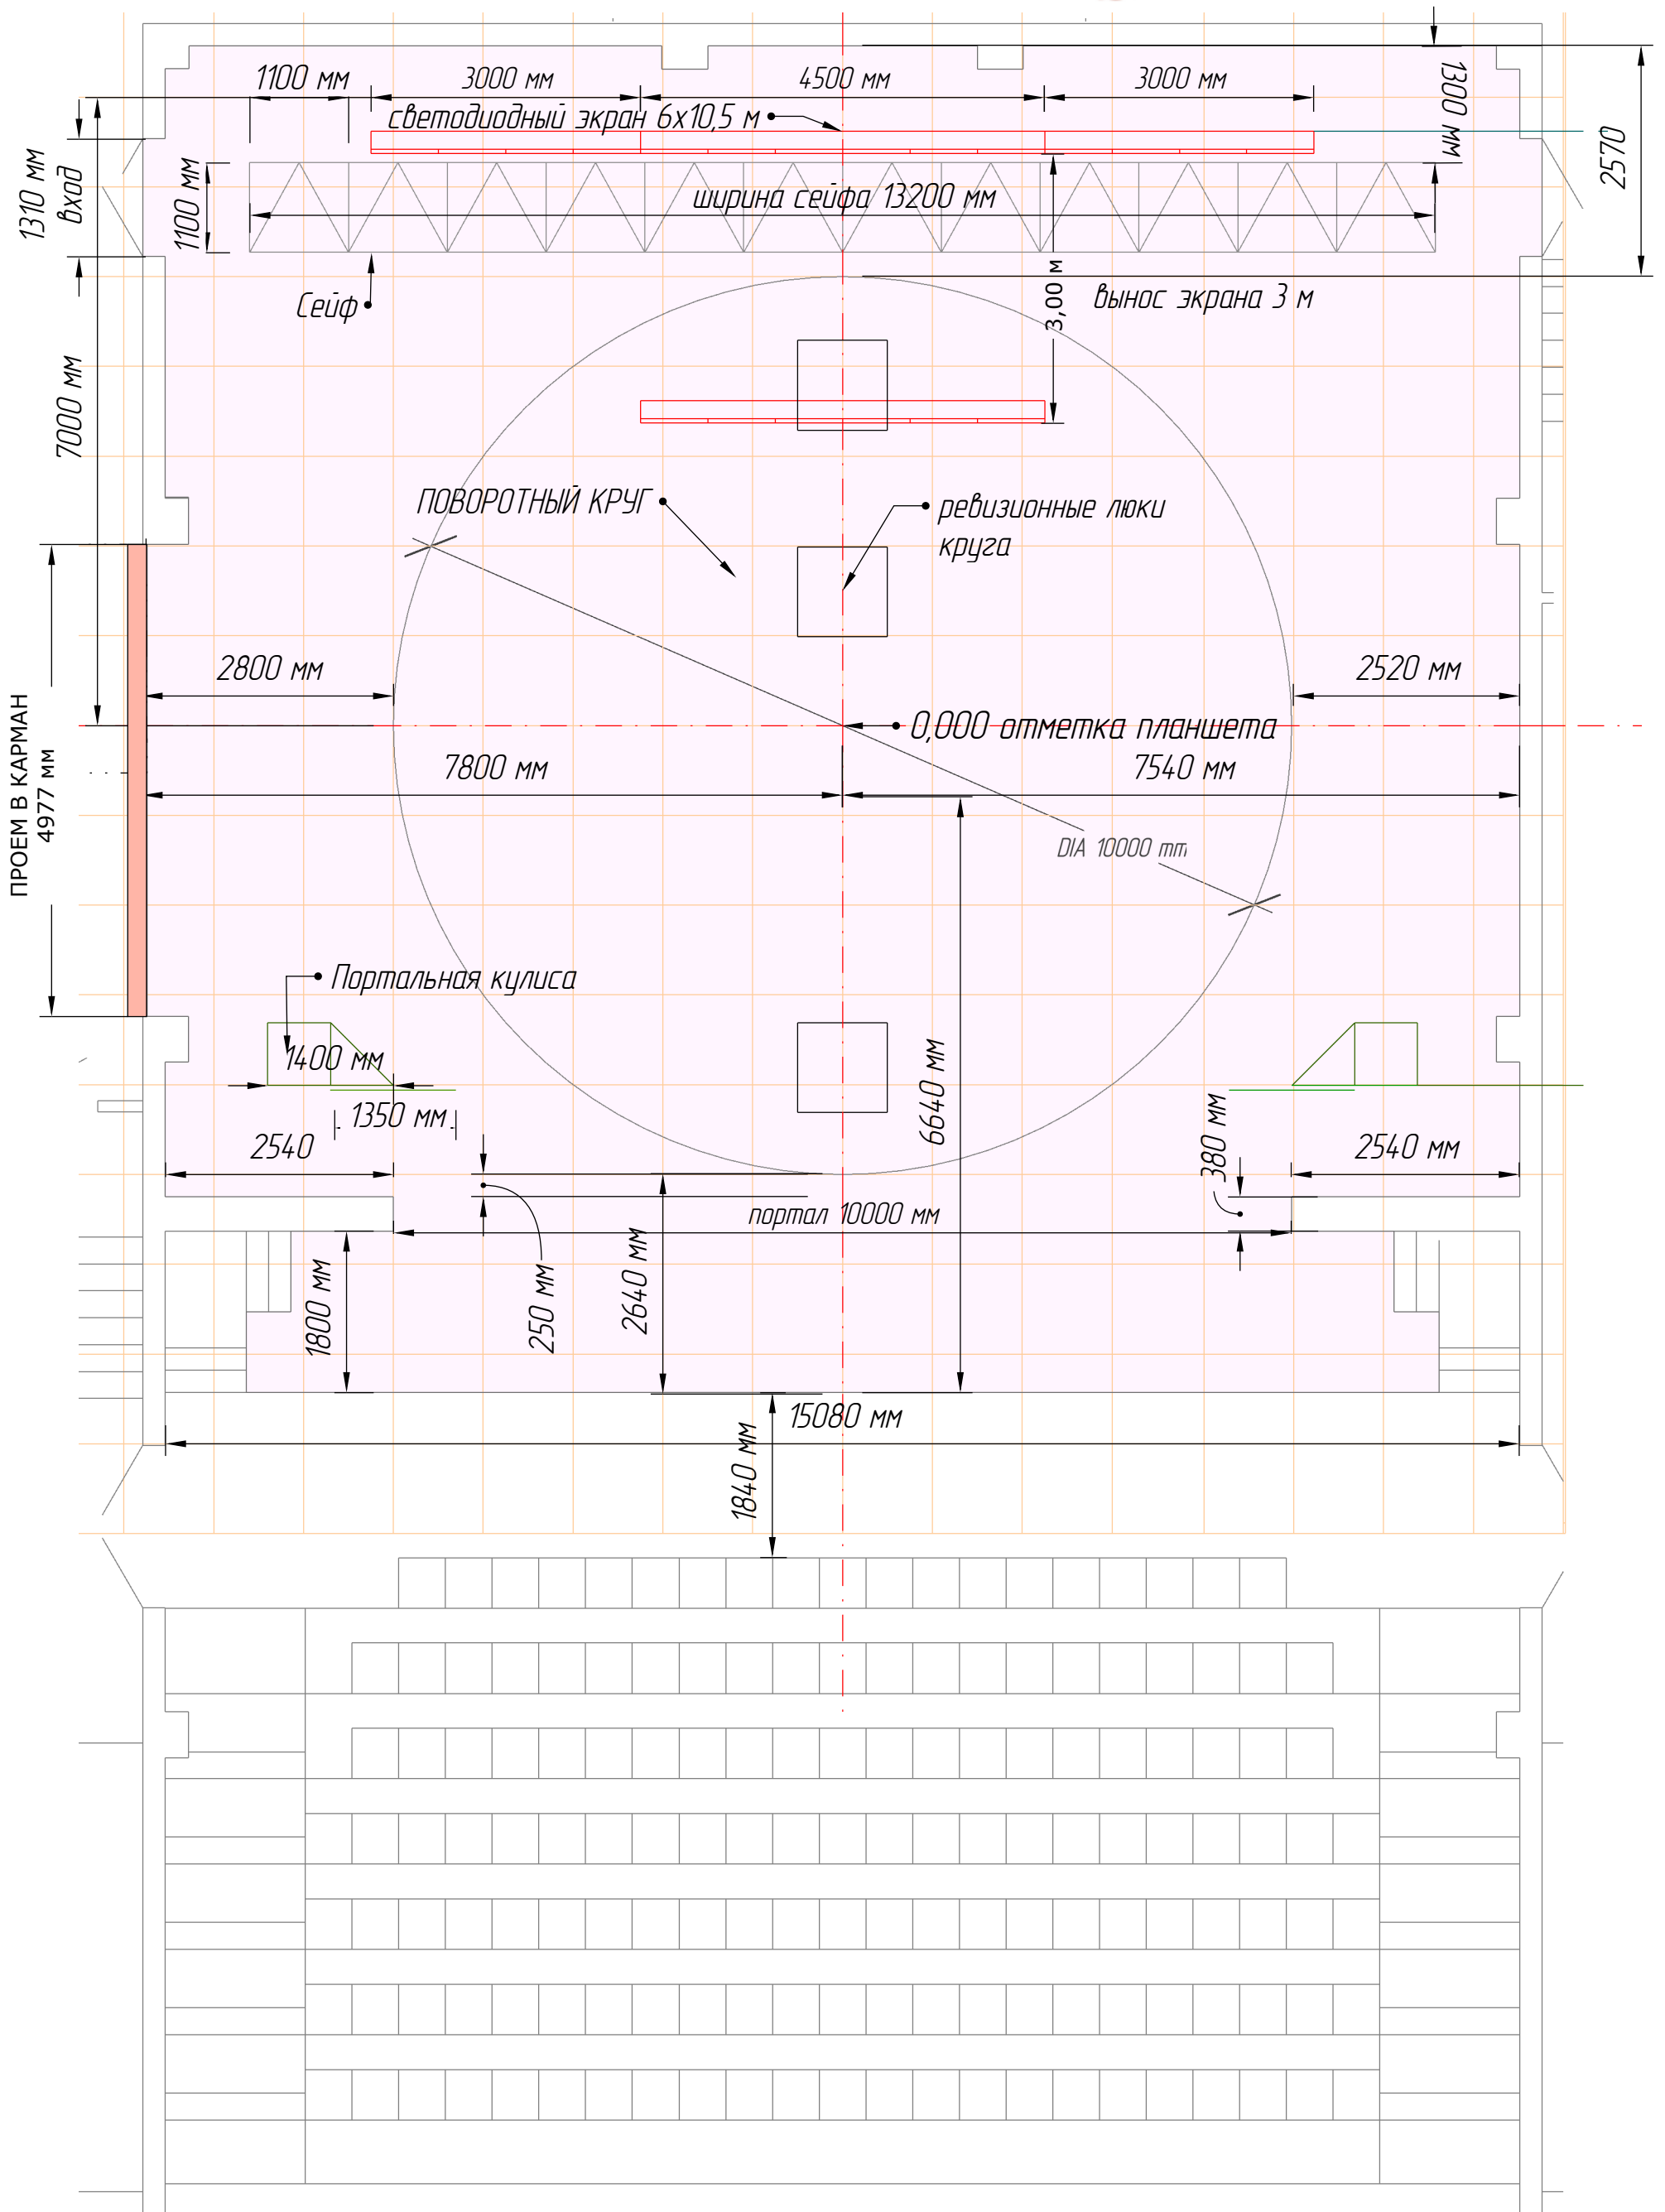 1100 мм
3000 мм
4500 мм
3000 мм
1300 мм
светодиодный экран 6х10,5 м
2570
1310 мм
вход
1100 мм
ширина сейфа 13200 мм
3,00 м
вынос экрана 3 м
Сейф
7000 мм
ПОВОРОТНЫЙ КРУГ
ревизионные люки
круга
2800 мм
2520 мм
0,000 отметка планшета
7800 мм
7540 мм
ПРОЕМ В КАРМАН
4977 мм
DIA 10000 mm
Портальная кулиса
1400 мм
1350 мм
6640 мм
380 мм
2540
2540 мм
портал 10000 мм
1800 мм
250 мм
2640 мм
15080 мм
1840 мм